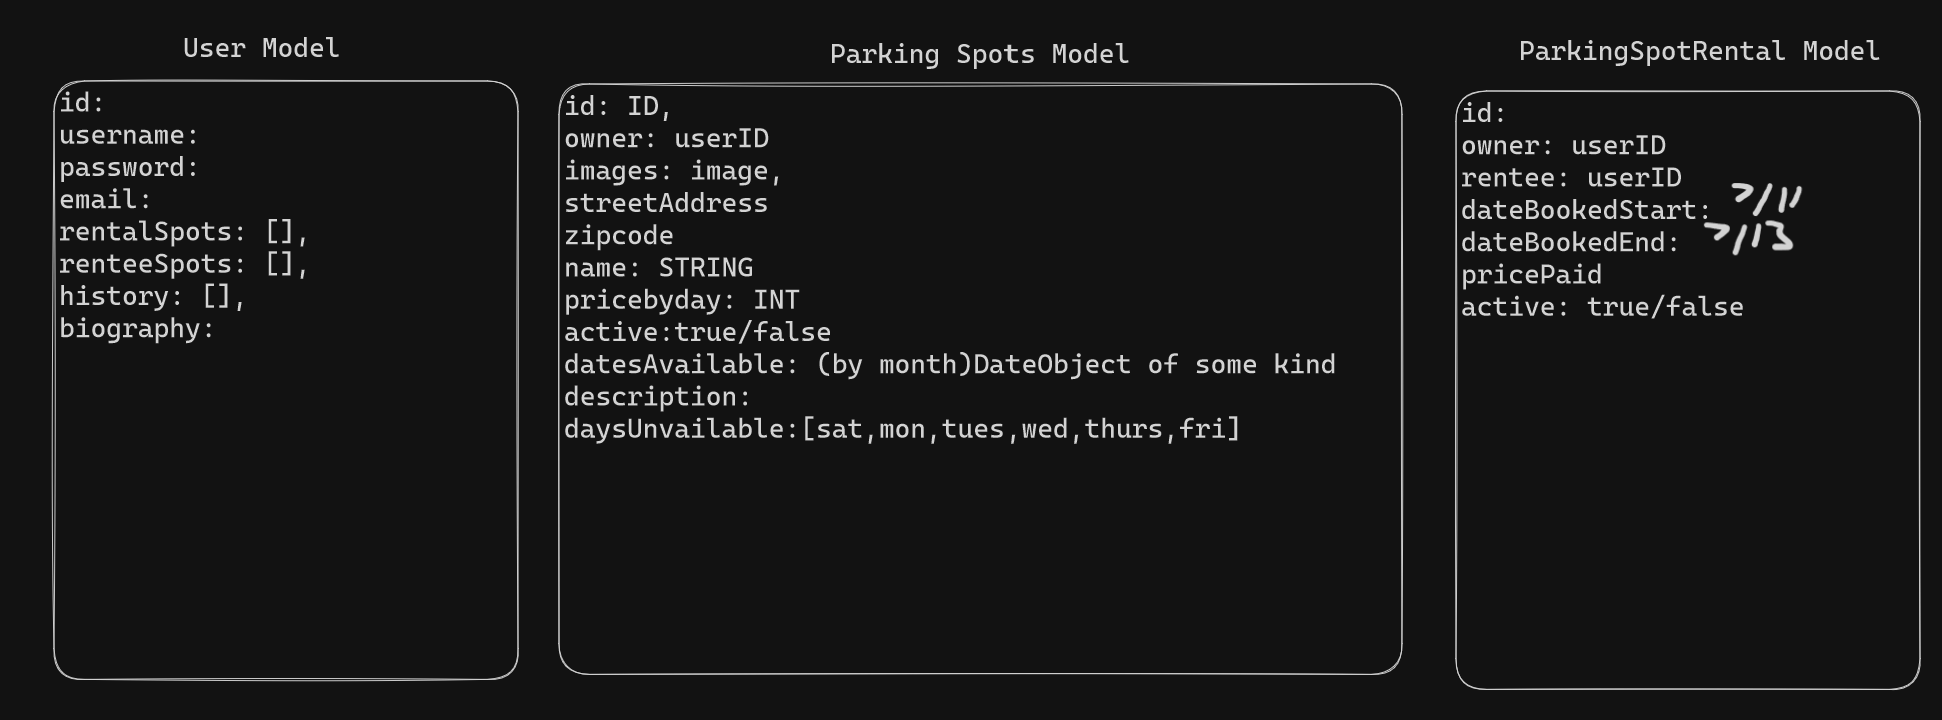 User Model
id:
username:
password:
email:
rentalSpots: [],
renteeSpots: [],
history: [],
biography:
Parking Spots Model
id: ID,
owner: userID
images: image,
streetAddress
zipcode
name: STRING
pricebyday: INT
active:true/false
datesAvailable: (by month)DateObject of some kind
description:
daysUnvailable:[sat,mon,tues,wed,thurs,fri]
ParkingSpotRental Model
id:
owner: userID
rentee: userID
dateBookedStart: 7/11
dateBookedEnd: 7/13
pricePaid
active: true/false